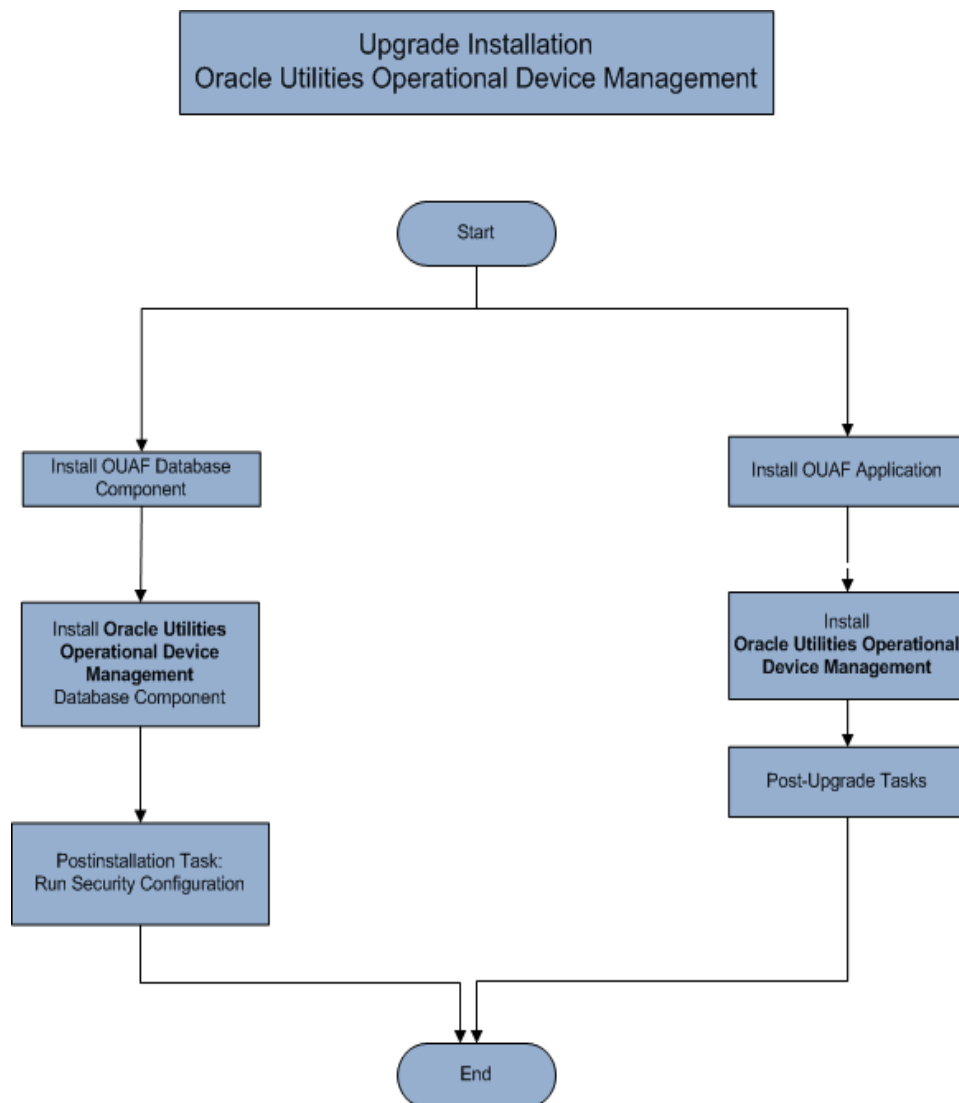 Upgrade Installation
Oracle Utilities Operational Device Management
Start
Install OUAF Database
Component
Install OUAF Application
Install Oracle Utilities
Operational Device
Management
Database Component
Install
Oracle Utilities Operational
Device Management
Post-Upgrade Tasks
Postinstallation Task:
Run Security Configuration
End